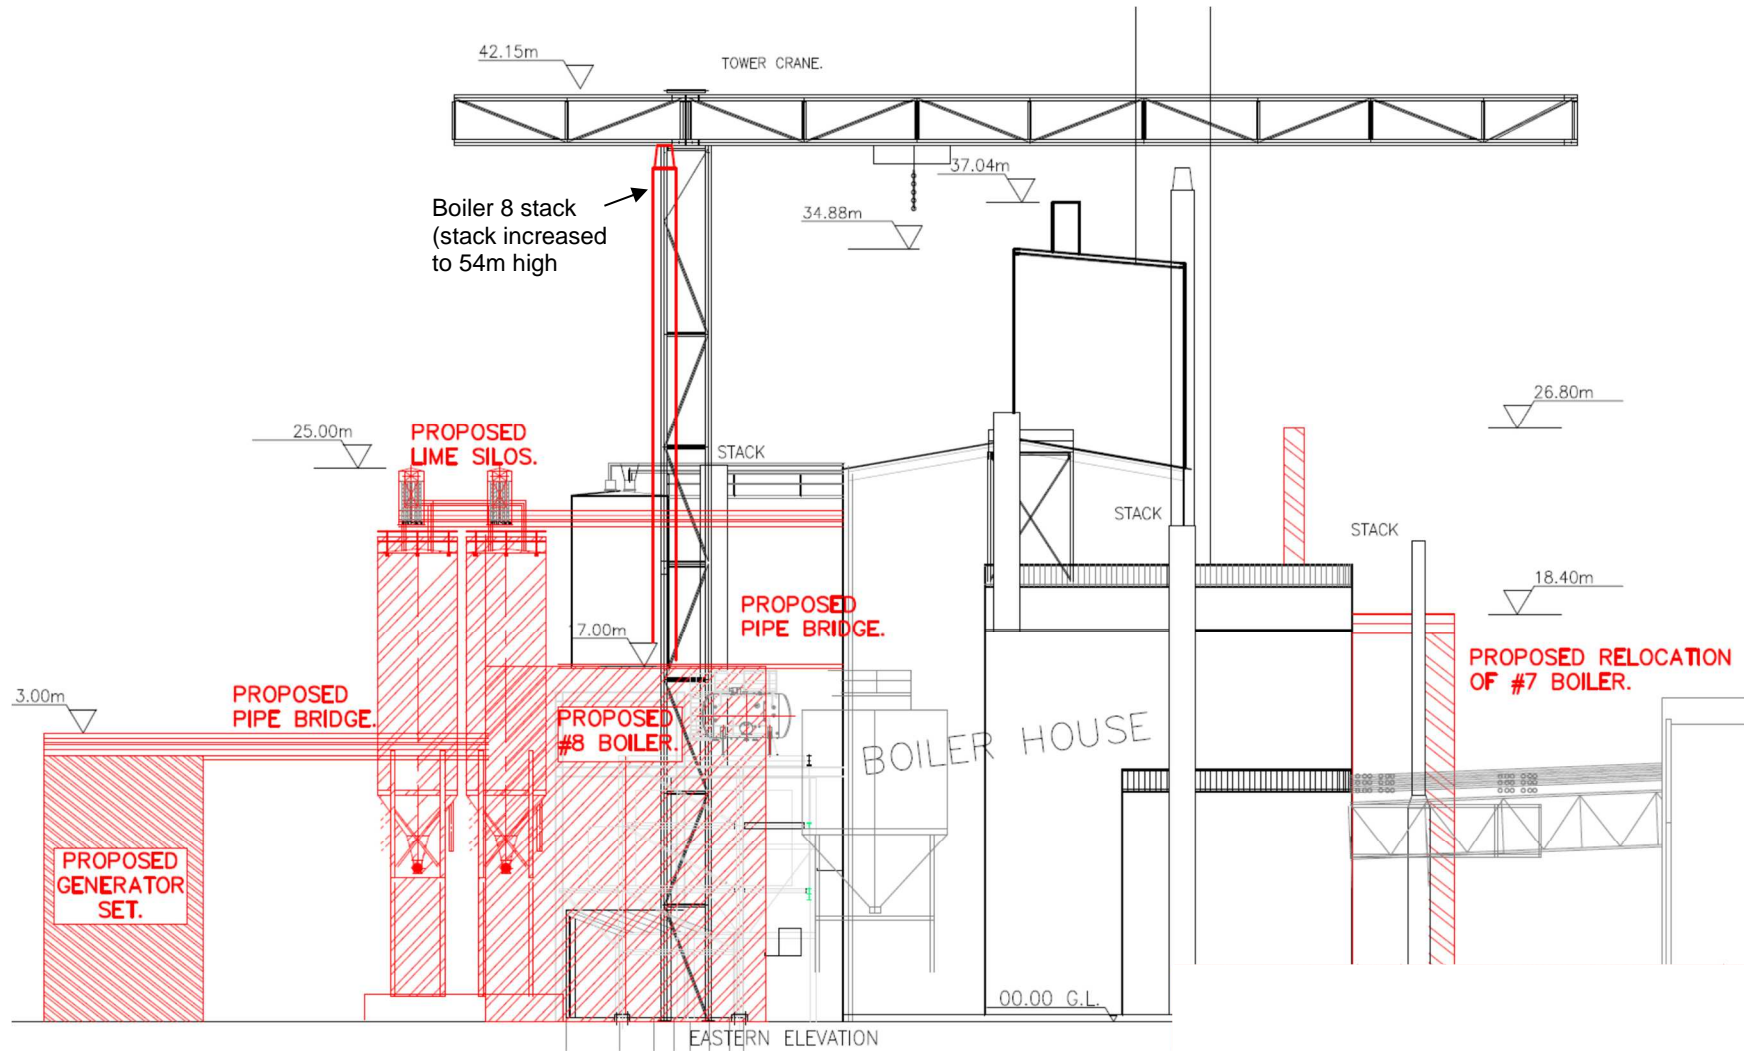 42.15m
TOWER CRANE.
37.04m
34.88m
Boiler 8 stack
(stack increased
to 54m high
26.80m
25.00m
PROPOSED
LIME SILOS.
STACK
STACK
STACK
18.40m
7.00m
PROPOSED
PIPE BRIDGE.
PROPOSED RELOCATION
OF #7 BOILER.
3.00m
PROPOSED
PIPE BRIDGE.
PROPOSED
#8 BOILER.
BOILER HOUSE
PROPOSED
GENERATOR
SET.
00.00 G.L.
EASTERN ELEVATION